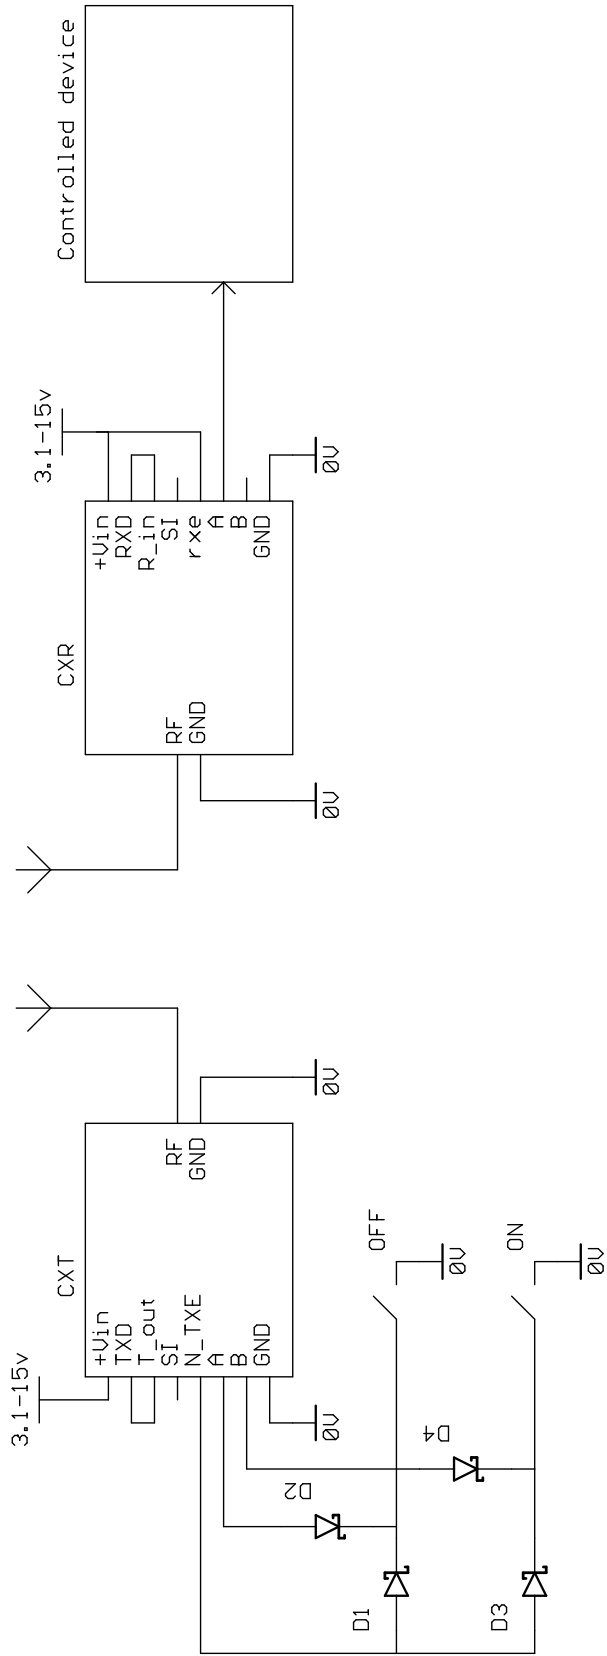 Controlled device
3.1-15v
CXR
+Vin
RXD
R_in
SI
rxe
A
B
GND
RF
GND
0V
0V
CXT
RF
GND
0V
+Vin
TXD
T_out
SI
N_TXE
A
B
GND
3.1-15v
0V
OFF
0V
ON
0V
D4
D2
D1
D3